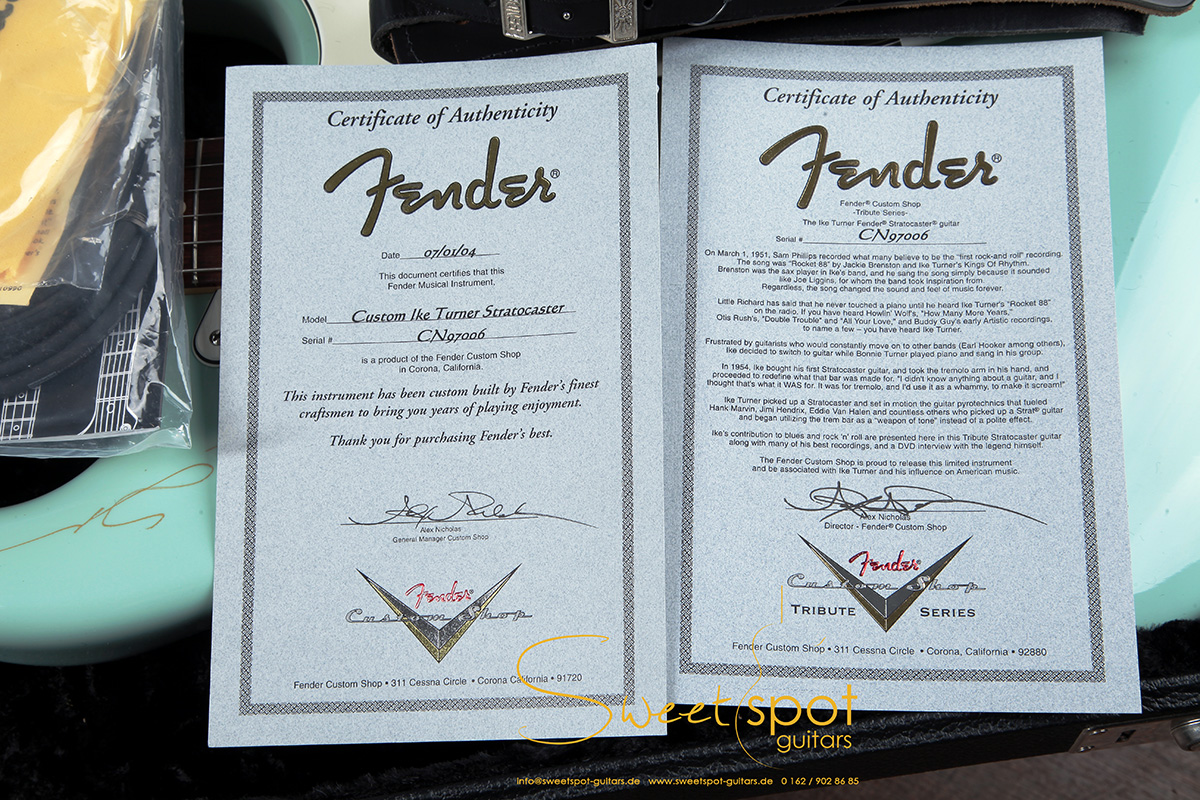 Certificate of Authenticity
Fender®
Date 07/01/04
This document certifies that this
Fender Musical Instrument.
Model Custom Ike Turner Stratocaster
Serial # CN97006
is a product of the Fender Custom Shop
in Corona, California.
This instrument has been custom built by Fender's finest
craftsmen to bring you years of playing enjoyment.
Thank you for purchasing Fender's best.
Alex Nicholas
General Manager Custom Shop
Fender®
Custom Shop
Fender Custom Shop • 311 Cessna Circle • Corona California • 91720
Certificate of Authenticity
Fender®
Fender® Custom Shop
-Tribute Series-
The Ike Turner Fender® Stratocaster® guitar
Serial # CN97006
On March 1, 1951, Sam Phillips recorded what many believe to be the "first rock-and roll" recording.
The song was "Rocket 88" by Jackie Brenston and Ike Turner's Kings Of Rhythm.
Brenston was the sax player in Ike's band, and he sang the song simply because it sounded
like Joe Liggins, for whom the band took inspiration from.
Regardless, the song changed the sound and feel of music forever.
Little Richard has said that he never touched a piano until he heard Ike Turner's "Rocket 88"
on the radio. If you have heard Howlin' Wolf's, "How Many More Years,"
Otis Rush's, "Double Trouble" and "All Your Love," and Buddy Guy's early Artistic recordings,
to name a few – you have heard Ike Turner.
Frustrated by guitarists who would constantly move on to other bands (Earl Hooker among others),
Ike decided to switch to guitar while Bonnie Turner played piano and sang in his group.
In 1954, Ike bought his first Stratocaster guitar, and took the tremolo arm in his hand, and
proceeded to redefine what that bar was made for. "I didn't know anything about a guitar, and I
thought that's what it WAS for. It was for tremolo, and I'd use it as a whammy, to make it scream!"
Ike Turner picked up a Stratocaster and set in motion the guitar pyrotechnics that fueled
Hank Marvin, Jimi Hendrix, Eddie Van Halen and countless others who picked up a Strat® guitar
and began utilizing the trem bar as a "weapon of tone" instead of a polite effect.
Ike's contribution to blues and rock 'n' roll are presented here in this Tribute Stratocaster guitar
along with many of his best recordings, and a DVD interview with the legend himself.
The Fender Custom Shop is proud to release this limited instrument
and be associated with Ike Turner and his influence on American music.
Alex Nicholas
Director - Fender® Custom Shop
Fender®
Custom Shop
TRIBUTE SERIES
Fender Custom Shop • 311 Cessna Circle • Corona, California • 92880
Sweet spot
guitars
info@sweetspot-guitars.de www.sweetspot-guitars.de 0 162 / 902 86 85